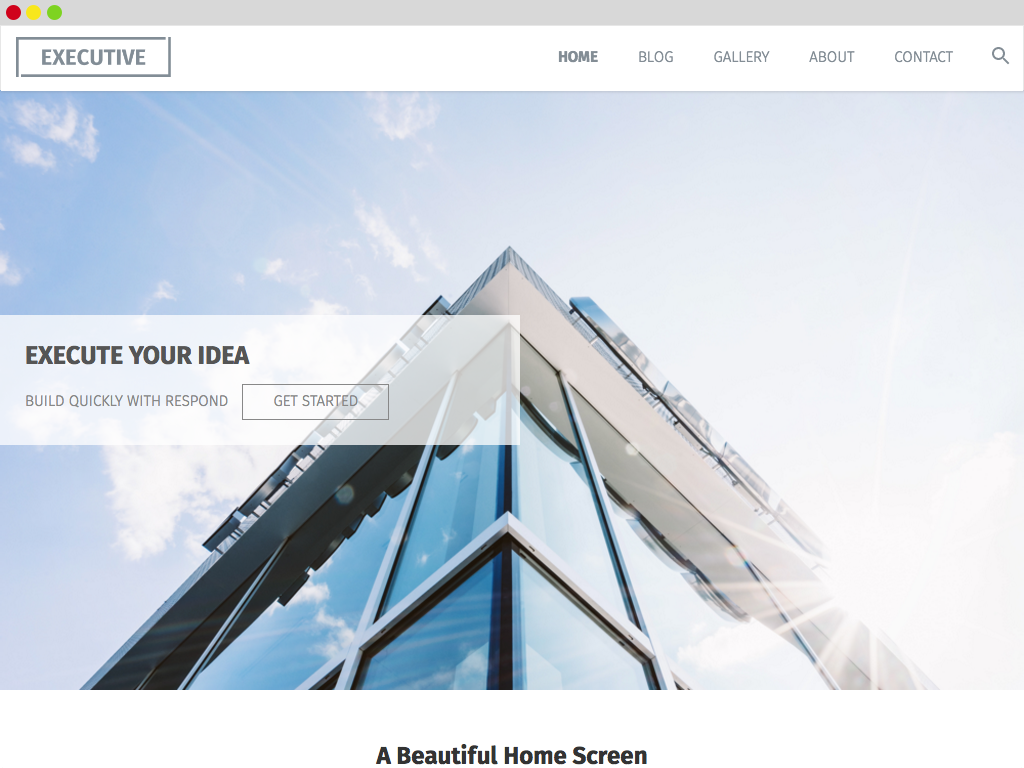 EXECUTIVE
HOME BLOG GALLERY ABOUT CONTACT
EXECUTE YOUR IDEA
BUILD QUICKLY WITH RESPOND GET STARTED
A Beautiful Home Screen